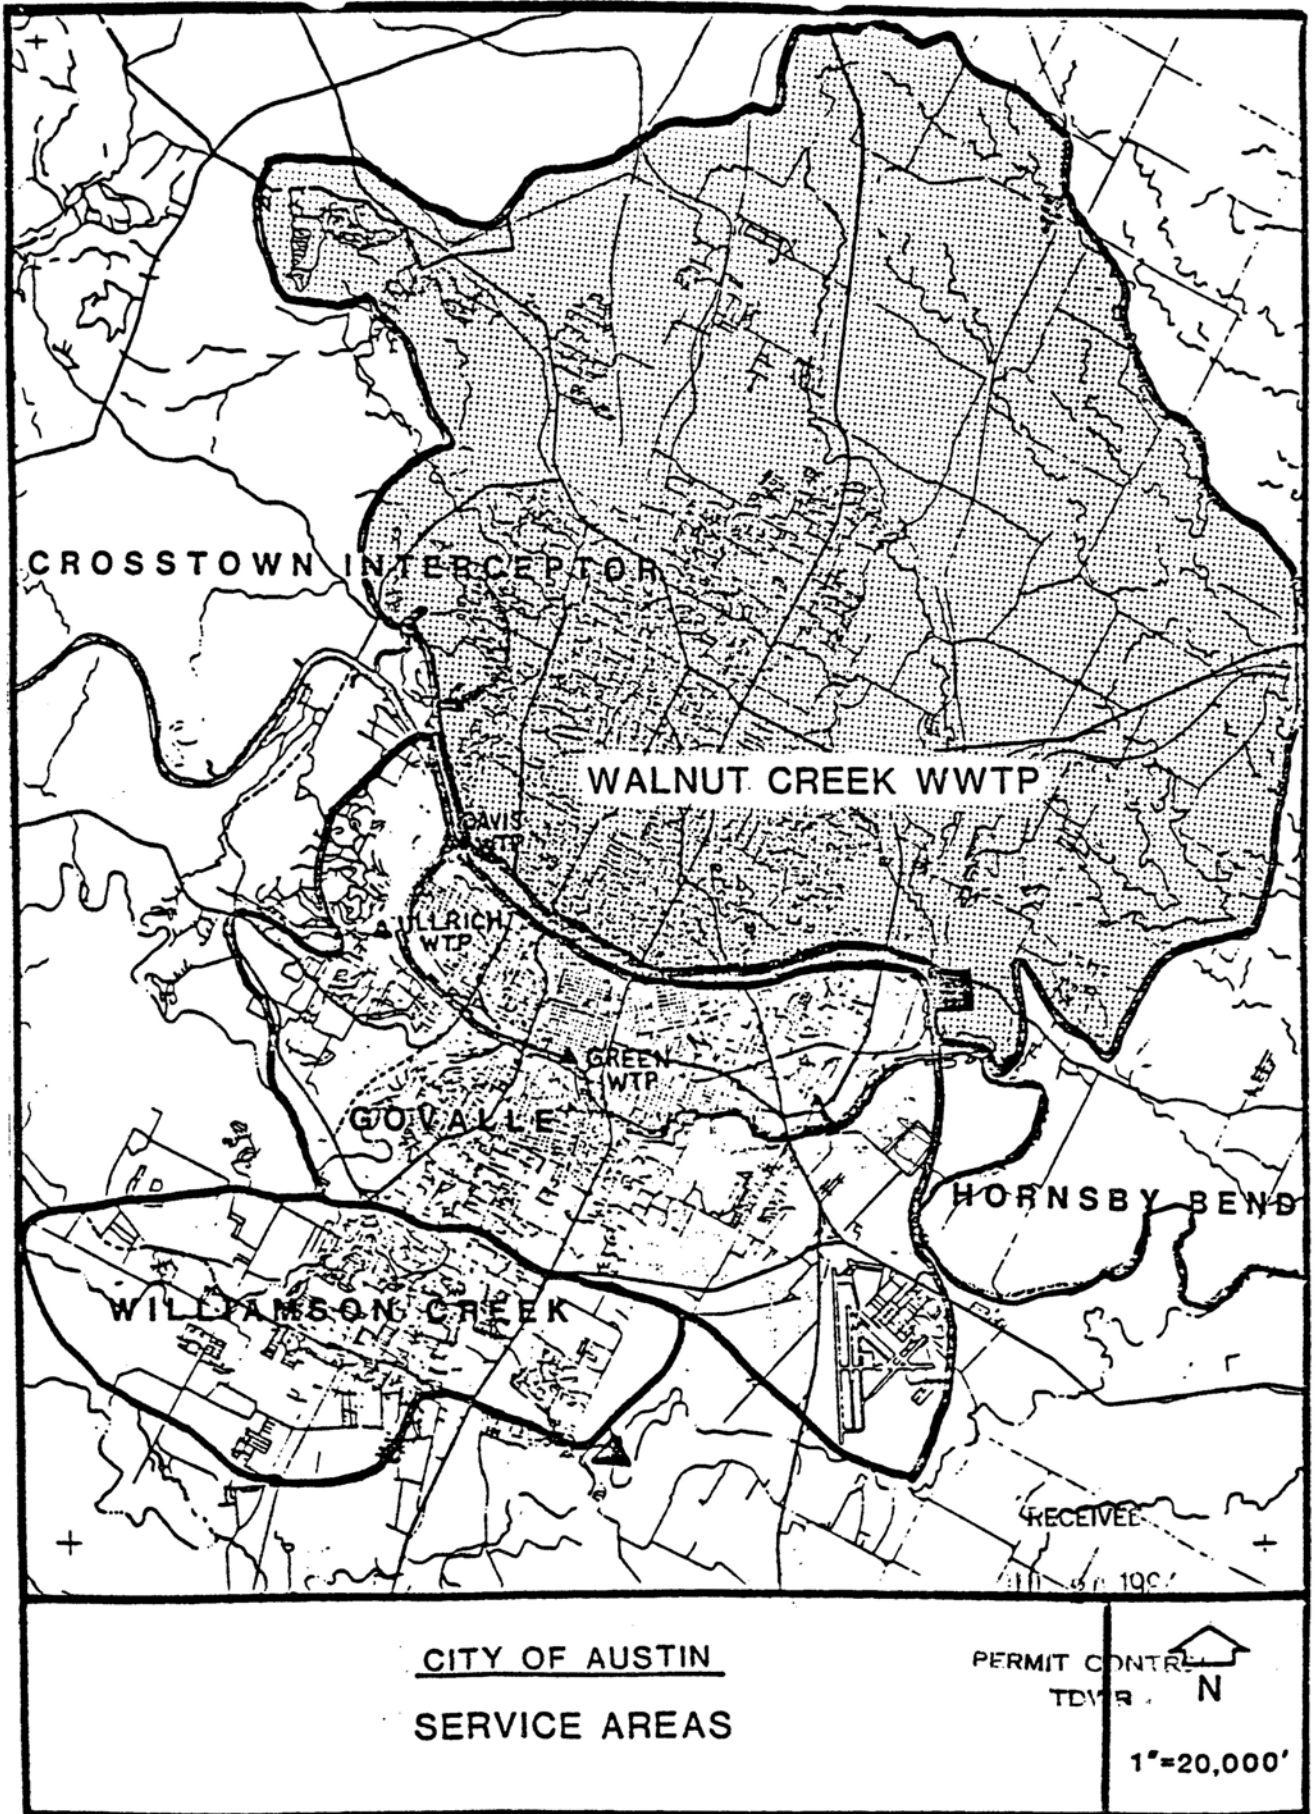 CROSSTOWN INTERCEPTOR
WALNUT CREEK WWTP
DAVIS
WTP
ULLRICH
WTP
GREEN
WTP
GOVALLE
HORNSBY BEND
WILLIAMSON CREEK
RECEIVED
CITY OF AUSTIN
SERVICE AREAS
PERMIT
N
1"=20,000'